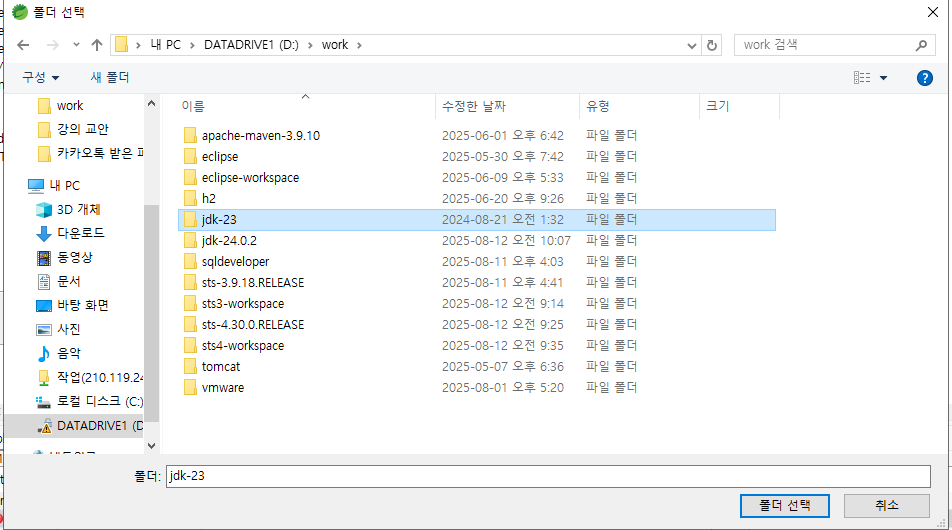 폴더 선택
내 PC > DATADRIVE1 (D:) > work >
work 검색
구성 새 폴더
work
강의 교안
카카오톡 받은 파
내 PC
3D 개체
다운로드
동영상
문서
바탕 화면
사진
음악
작업(210.119.24
로컬 디스크 (C:)
DATADRIVE1 (D
이름 수정한 날짜 유형 크기
apache-maven-3.9.10 2025-06-01 오후 6:42 파일 폴더
eclipse 2025-05-30 오후 7:42 파일 폴더
eclipse-workspace 2025-06-09 오후 5:33 파일 폴더
h2 2025-06-20 오후 9:26 파일 폴더
jdk-23 2024-08-21 오전 1:32 파일 폴더
jdk-24.0.2 2025-08-12 오전 10:07 파일 폴더
sqldeveloper 2025-08-11 오후 4:03 파일 폴더
sts-3.9.18.RELEASE 2025-08-11 오후 4:41 파일 폴더
sts3-workspace 2025-08-12 오전 9:14 파일 폴더
sts-4.30.0.RELEASE 2025-08-12 오전 9:25 파일 폴더
sts4-workspace 2025-08-12 오전 9:35 파일 폴더
tomcat 2025-05-07 오후 6:36 파일 폴더
vmware 2025-08-01 오후 5:20 파일 폴더
폴더: jdk-23
폴더 선택 취소